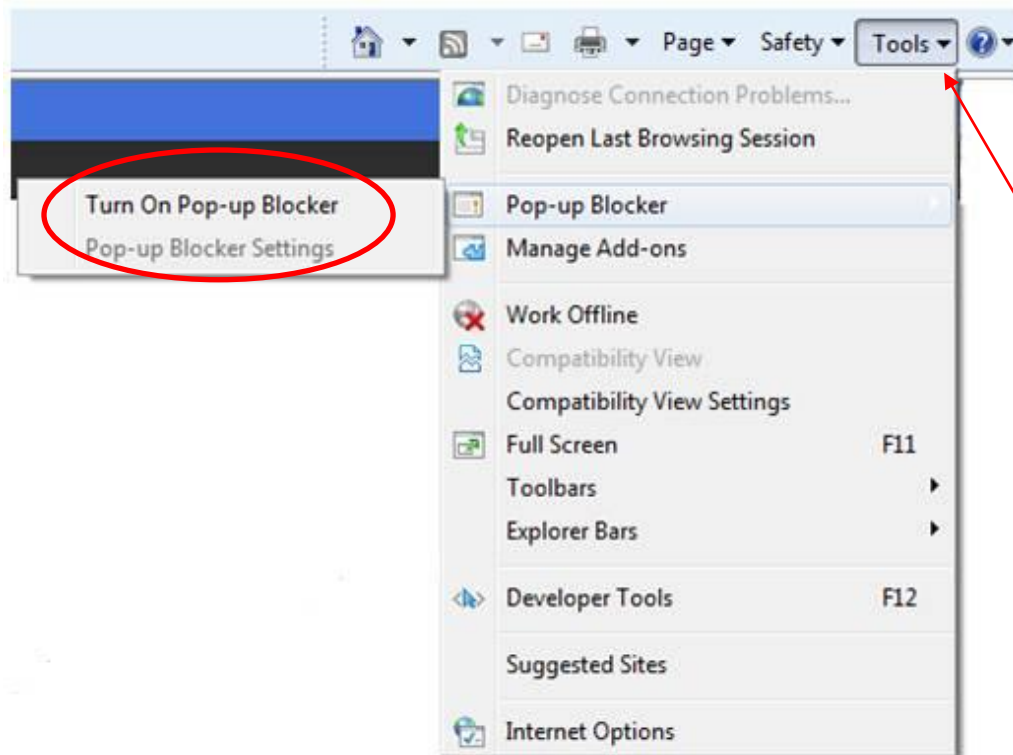 Page Safety Tools
Diagnose Connection Problems...
Reopen Last Browsing Session
Turn On Pop-up Blocker
Pop-up Blocker Settings
Pop-up Blocker
Manage Add-ons
Work Offline
Compatibility View
Compatibility View Settings
Full Screen F11
Toolbars
Explorer Bars
Developer Tools F12
Suggested Sites
Internet Options